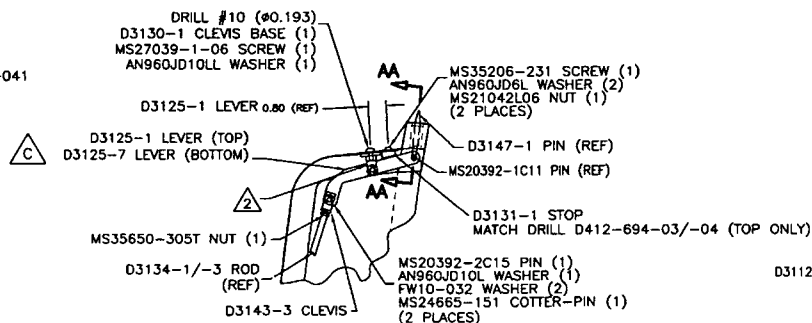 DRILL #10 (ø0.193)
D3130-1 CLEVIS BASE (1)
MS27039-1-06 SCREW (1)
AN960JD10LL WASHER (1)
-041
AA
MS35206-231 SCREW (1)
AN960JD6L WASHER (2)
MS21042L06 NUT (1)
(2 PLACES)
D3125-1 LEVER 0.80 (REF)
C
D3125-1 LEVER (TOP)
D3125-7 LEVER (BOTTOM)
D3147-1 PIN (REF)
MS20392-1C11 PIN (REF)
AA
2
D3131-1 STOP
MATCH DRILL D412-694-03/-04 (TOP ONLY)
MS35650-305T NUT (1)
D3134-1/-3 ROD
(REF)
D3143-3 CLEVIS
MS20392-2C15 PIN (1)
AN960JD10L WASHER (1)
FW10-032 WASHER (2)
MS24665-151 COTTER-PIN (1)
(2 PLACES)
D3112